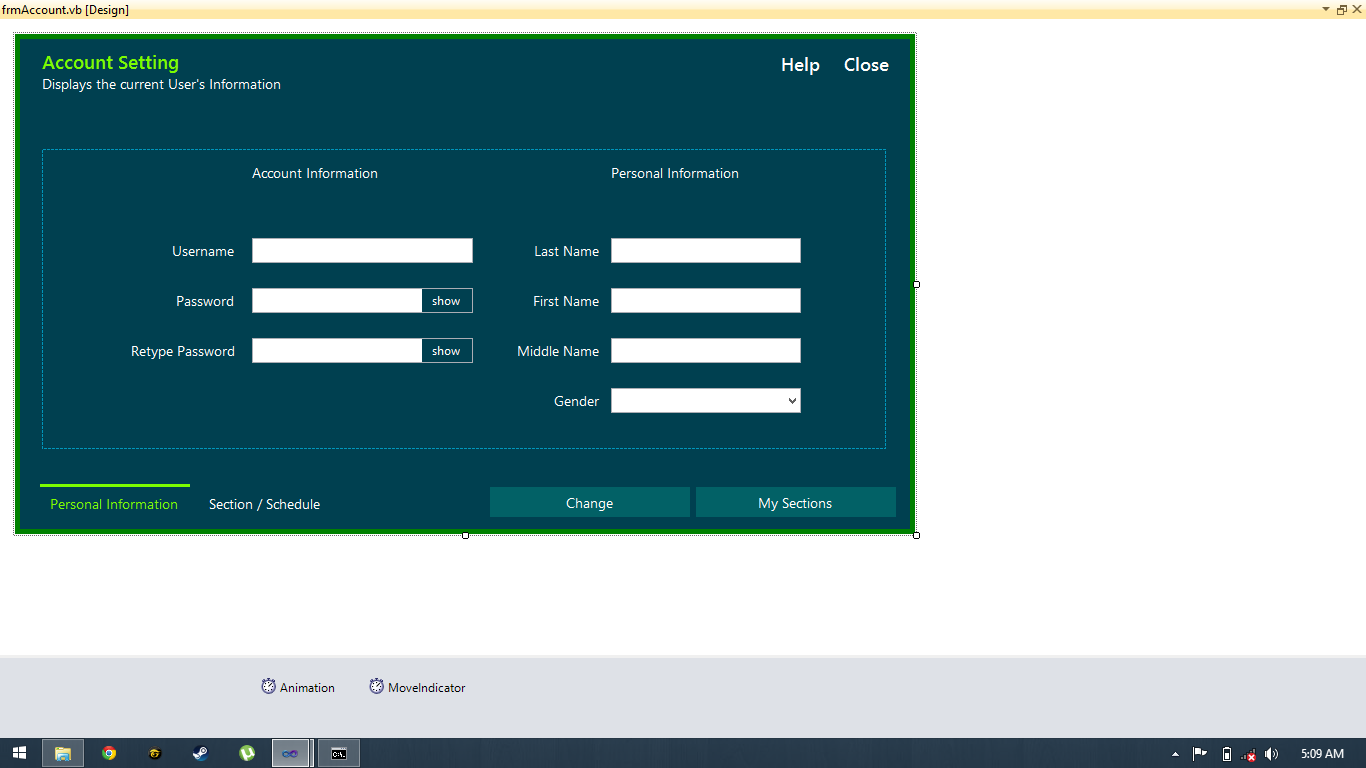 frmAccount.vb [Design]
Account Setting
Help Close
Displays the current User's Information
Account Information Personal Information
Username Last Name
Password show First Name
Retype Password show Middle Name
Gender
Personal Information Section / Schedule Change My Sections
Animation MoveIndicator
C:\.
5:09 AM